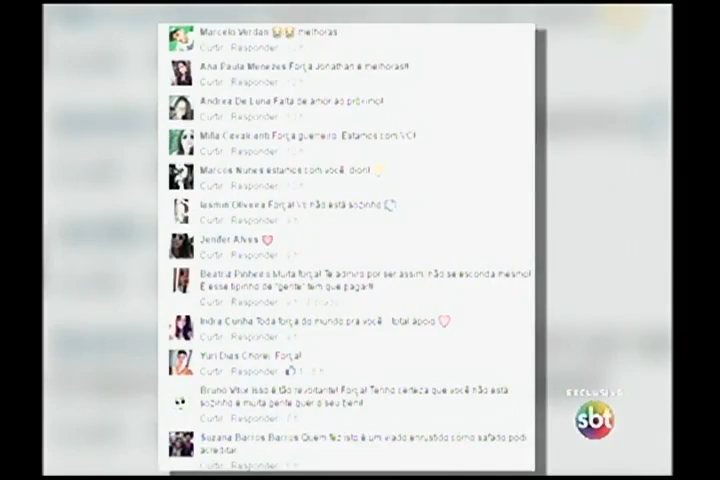 Marcelo Verdan melhoras
Curtir Responder
Ana Paula Menezes Força Jonathan e melhoras!!
Curtir Responder
Andrea De Luna Falta de amor ao próximo!
Curtir Responder
Milla Cavalcanti Força guerreiro. Estamos com VC!
Curtir Responder
Marcos Nunes estamos com você, dion!
Curtir Responder
Iasmin Oliveira Força! Vc não está sozinho
Curtir Responder
Jenifer Alves
Curtir Responder
Beatriz Pinheiro Muita força! Te admiro por ser assim, não se esconda mesmo!
E esse tipinho de "gente" tem que pagar!!
Curtir Responder
Indra Cunha Toda força do mundo pra você.. total apoio
Curtir Responder
Yuri Dias Chorei. Força!
Curtir Responder
Bruno Vitor Isso é tão revoltante! Força! Tenho certeza que você não está
sozinho e muita gente quer o seu bem!
Curtir Responder
Suzana Barros Barros Quem fez isto é um viado enrustido como safado pode
acreditar
Curtir Responder
EXCLUSIVO
sbt